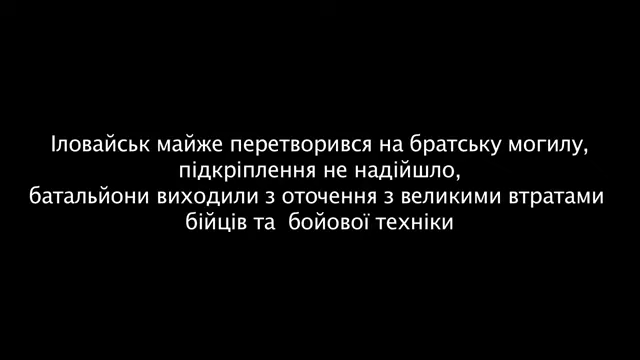 Іловайськ майже перетворився на братську могилу,
підкріплення не надійшло,
батальйони виходили з оточення з великими втратами
бійців та  бойової техніки